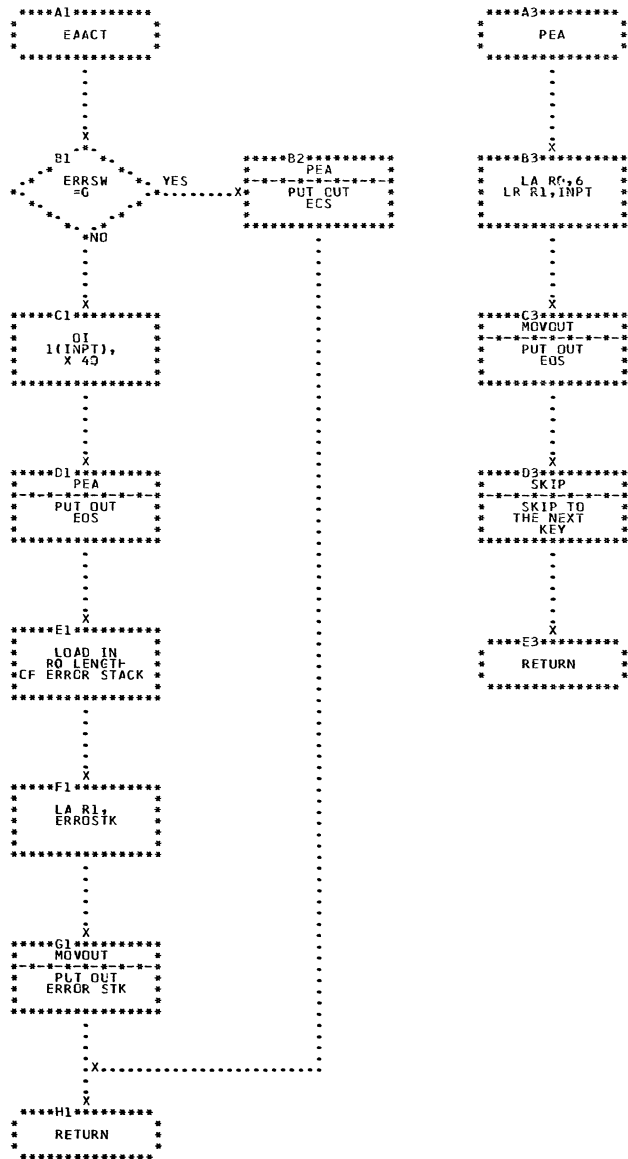 A1
EAACT
A3
PEA
B1
ERRSW
=0
YES
NO
B2
PEA
PUT OUT
ECS
B3
LA R0,6
LR R1,INPT
C1
OI
1(INPT),
X 40
C3
MOVOUT
PUT OUT
EOS
D1
PEA
PUT OUT
EOS
D3
SKIP
SKIP TO
THE NEXT
KEY
E1
LOAD IN
R0 LENGTH
OF ERROR STACK
E3
RETURN
F1
LA R1,
ERROSTK
G1
MOVOUT
PUT OUT
ERROR STK
H1
RETURN